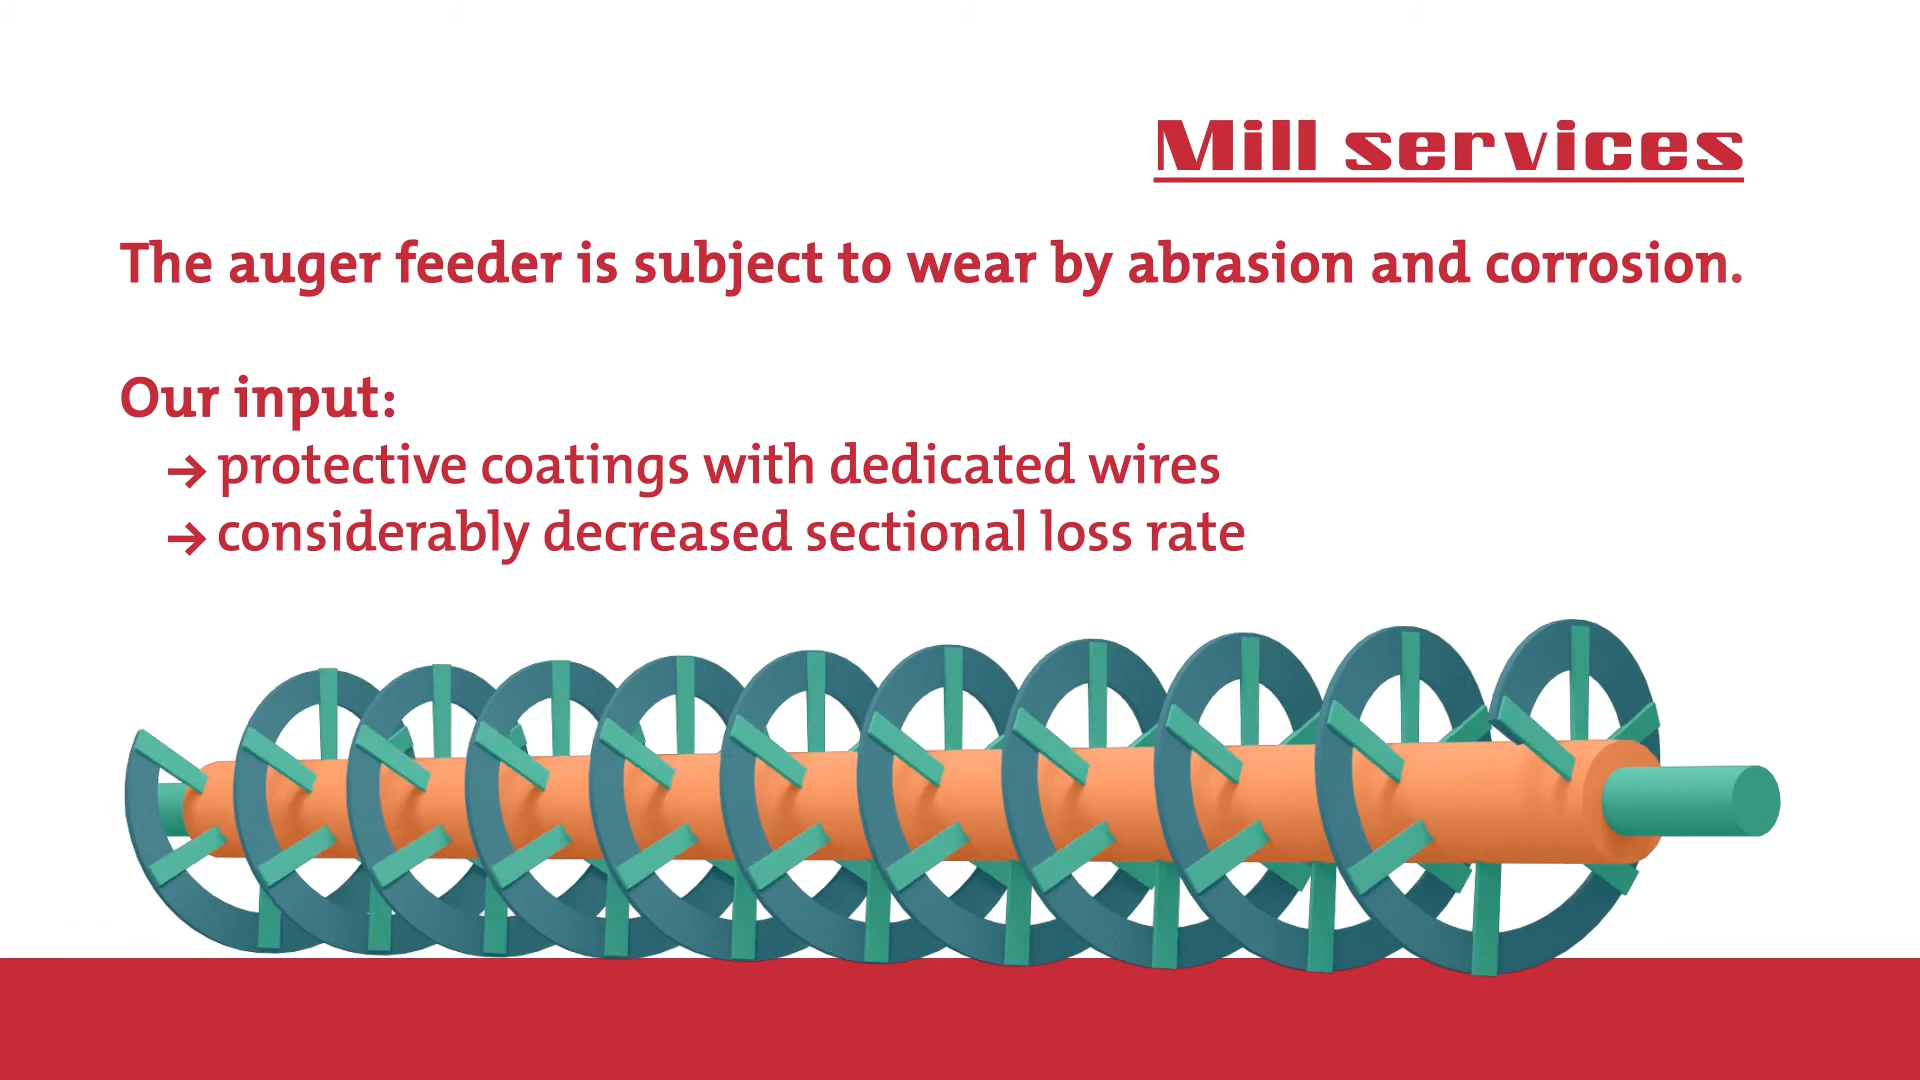 Mill services
The auger feeder is subject to wear by abrasion and corrosion.
Our input:
→ protective coatings with dedicated wires
→ considerably decreased sectional loss rate